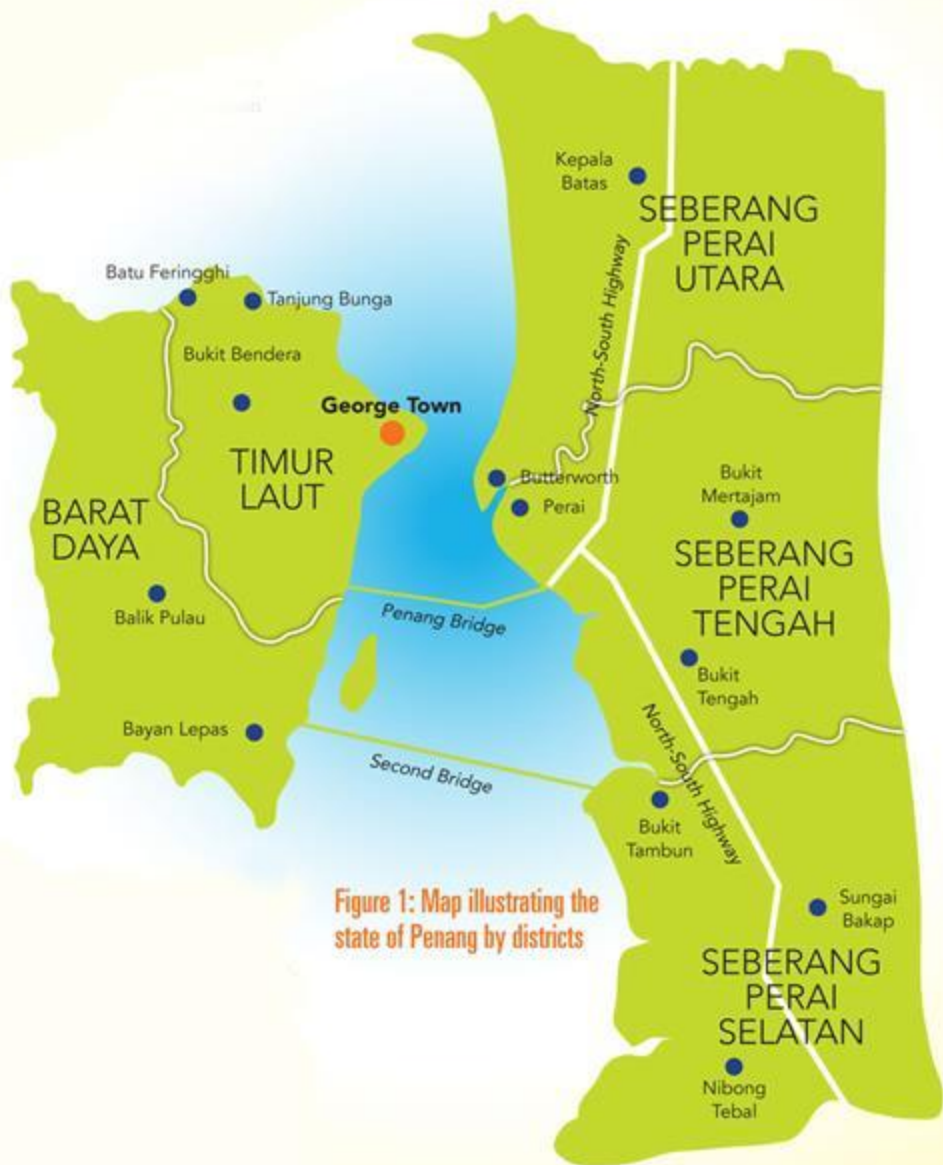 Kepala
Batas
SEBERANG
PERAI
UTARA
North-South Highway
Batu Feringghi
Tanjung Bunga
Bukit Bendera
George Town
TIMUR
LAUT
BARAT
DAYA
Balik Pulau
Bayan Lepas
Butterworth
Perai
Bukit
Mertajam
SEBERANG
PERAI
TENGAH
Penang Bridge
Bukit
Tengah
Second Bridge
North-South Highway
Bukit
Tambun
Figure 1: Map illustrating the
state of Penang by districts
Sungai
Bakap
SEBERANG
PERAI
SELATAN
Nibong
Tebal